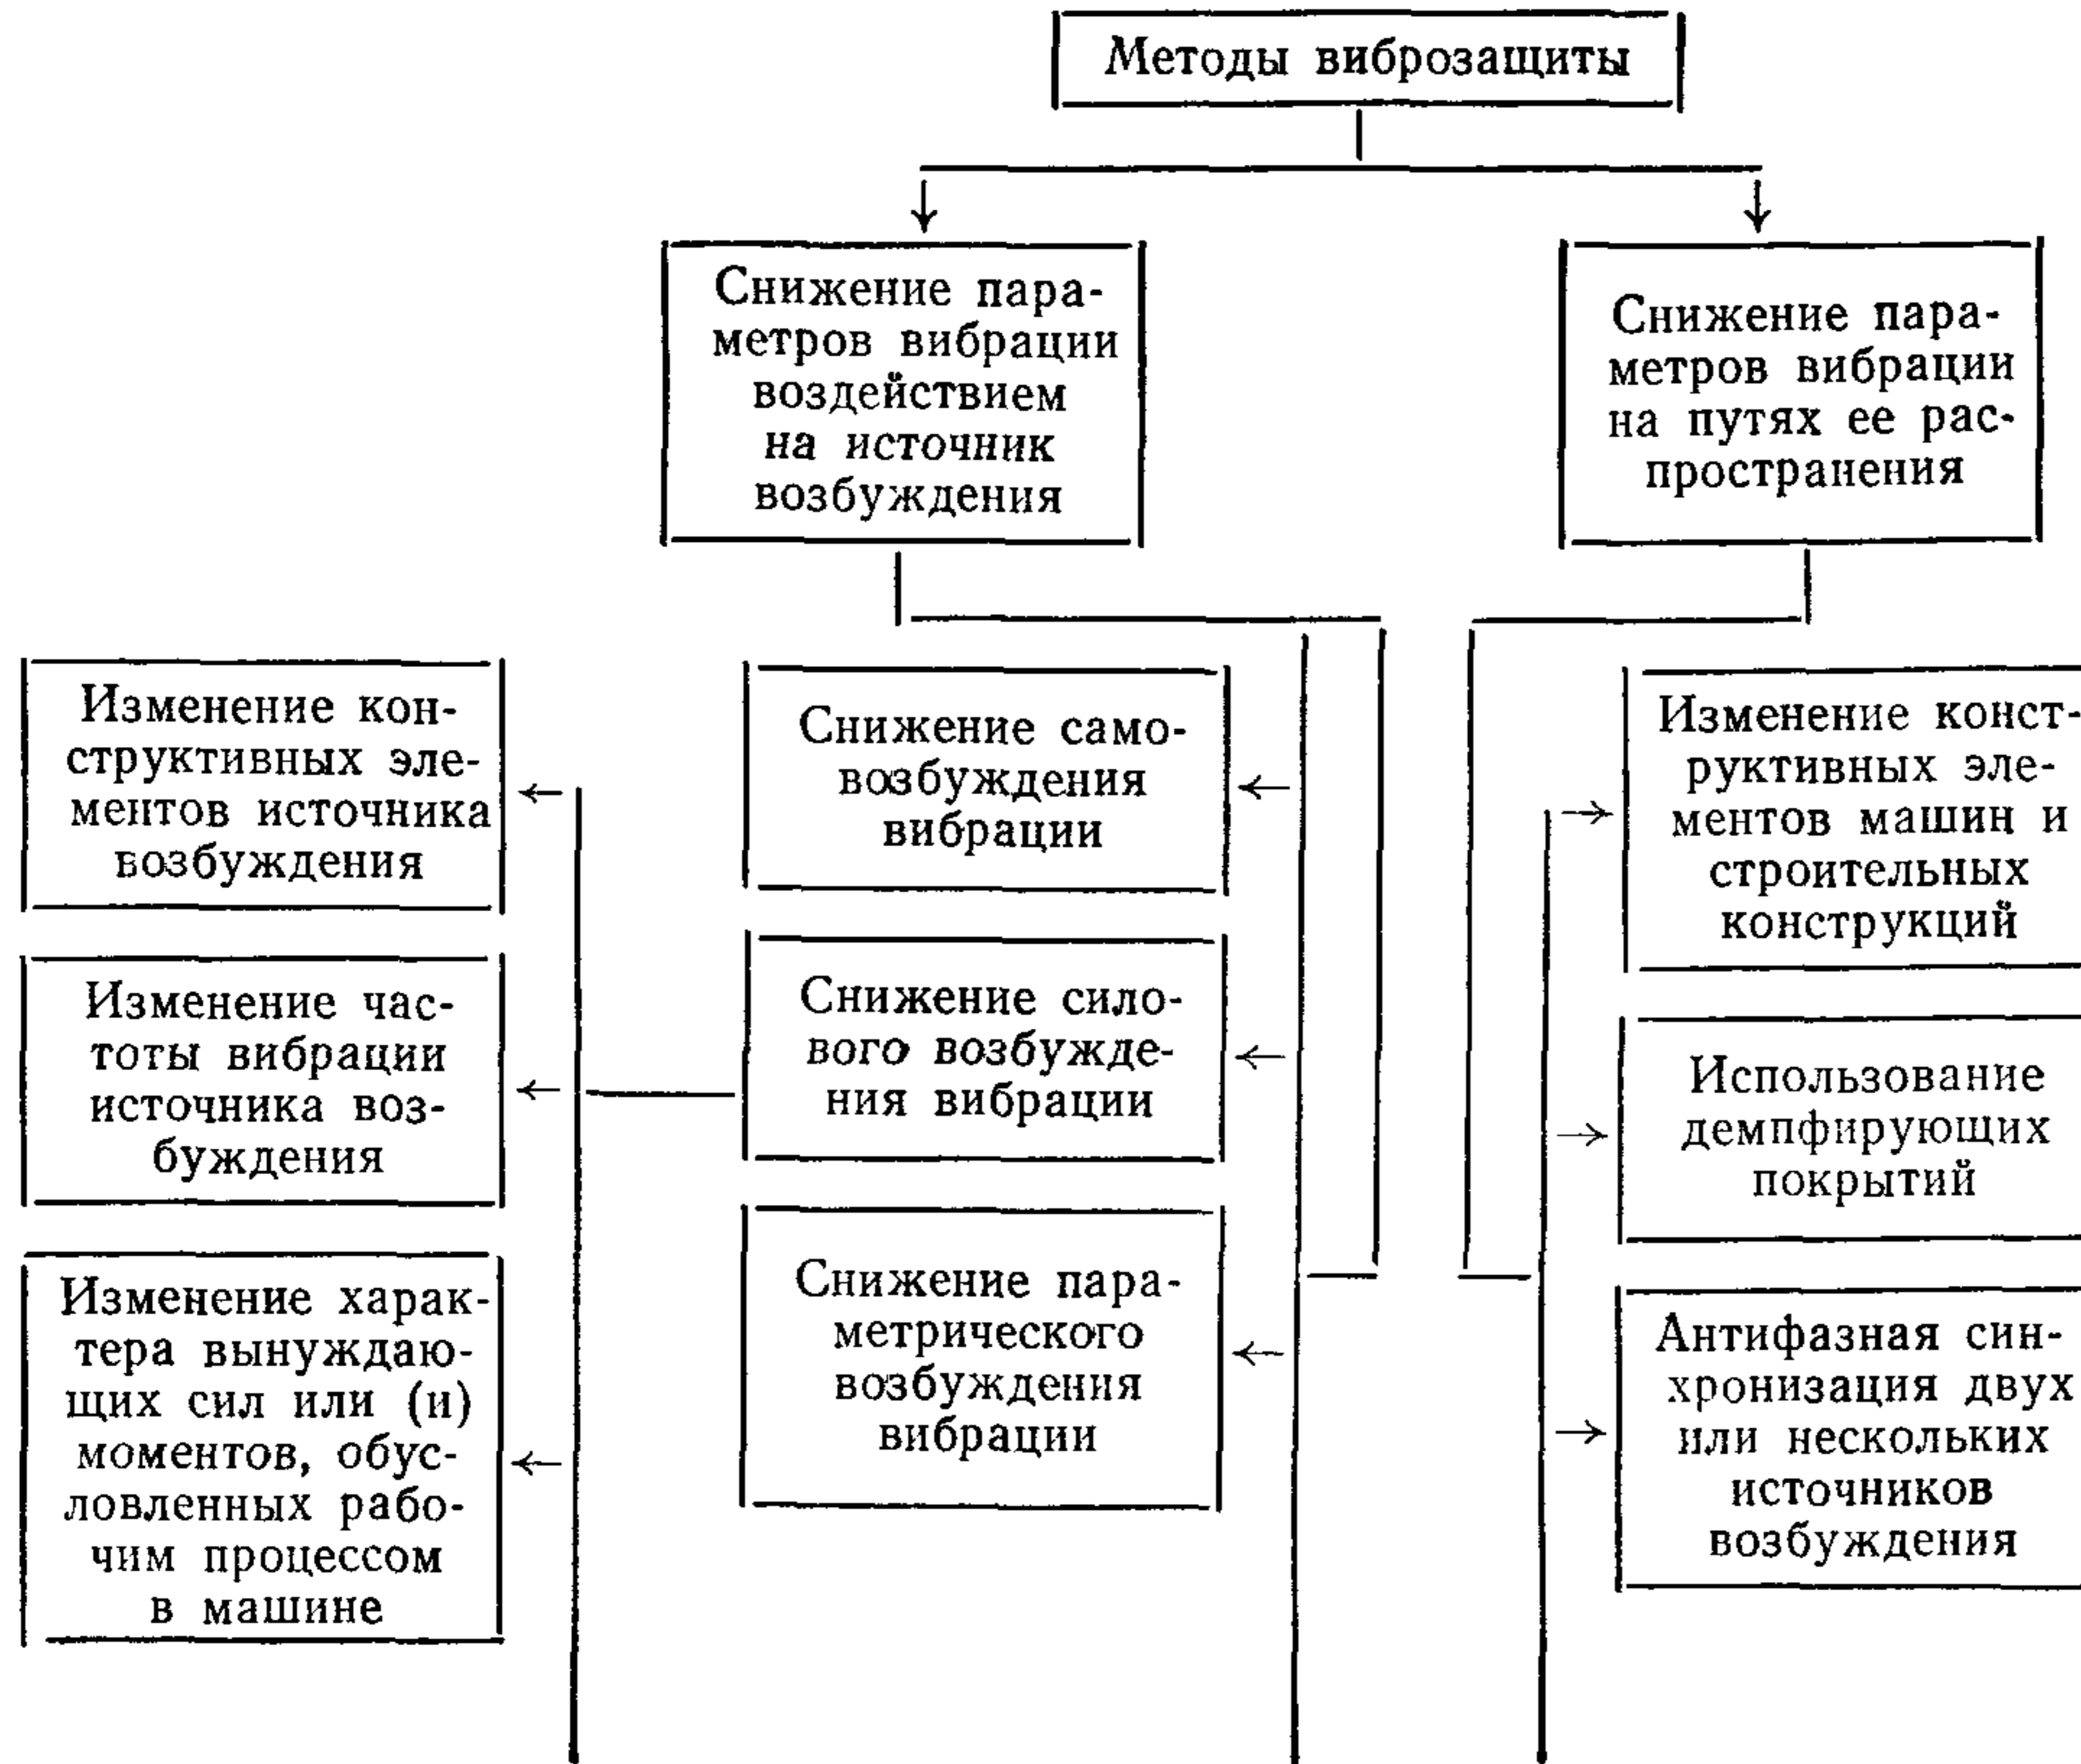 Методы виброзащиты
Снижение пара-
метров вибрации
воздействием
на источник
возбуждения
Снижение пара-
метров вибрации
на путях ее рас-
пространения
Изменение кон-
структивных эле-
ментов источника
возбуждения
Изменение час-
тоты вибрации
источника воз-
буждения
Изменение харак-
тера вынуждаю-
щих сил или (и)
моментов, обус-
ловленных рабо-
чим процессом
в машине
Снижение само-
возбуждения
вибрации
Снижение сило-
вого возбужде-
ния вибрации
Снижение пара-
метрического
возбуждения
вибрации
Изменение конст-
руктивных эле-
ментов машин и
строительных
конструкций
Использование
демпфирующих
покрытий
Антифазная син-
хронизация двух
или нескольких
источников
возбуждения